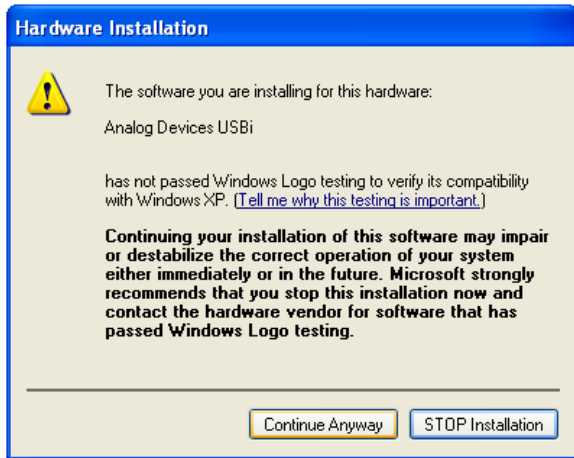 Hardware Installation
The software you are installing for this hardware:
Analog Devices USBi
has not passed Windows Logo testing to verify its compatibility
with Windows XP. (Tell me why this testing is important.)
Continuing your installation of this software may impair
or destabilize the correct operation of your system
either immediately or in the future. Microsoft strongly
recommends that you stop this installation now and
contact the hardware vendor for software that has
passed Windows Logo testing.
Continue Anyway
STOP Installation